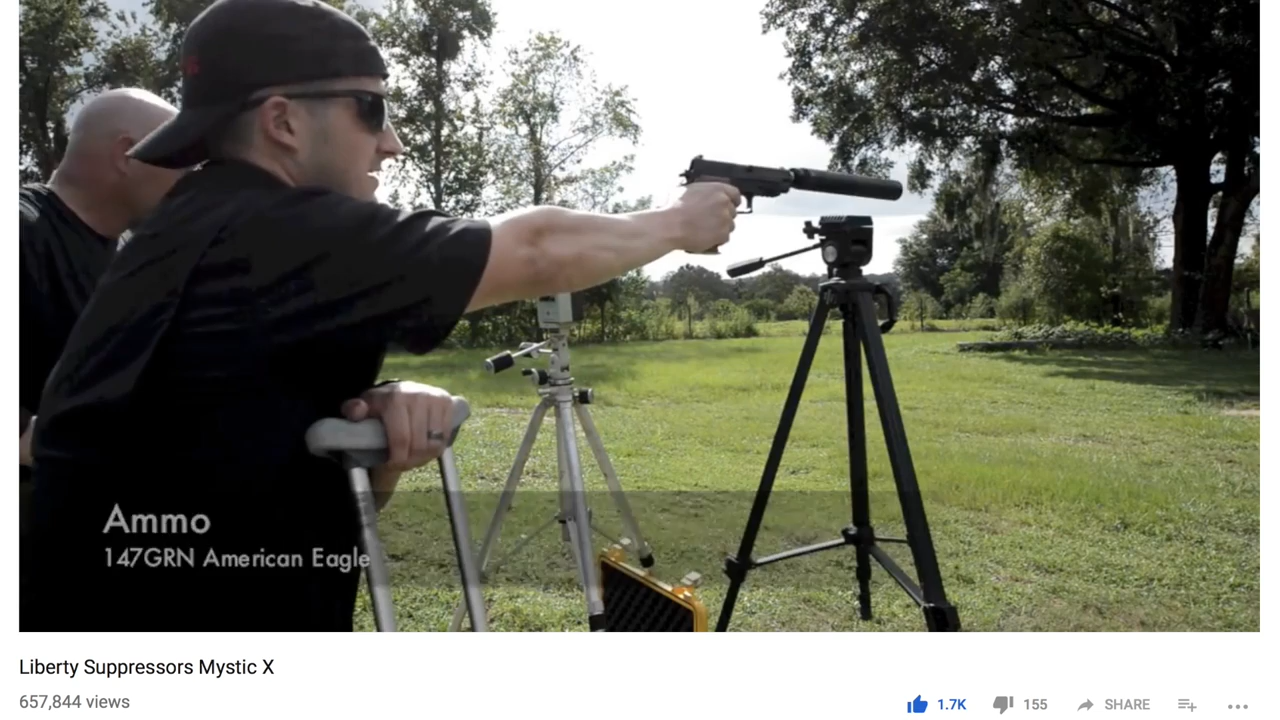 Ammo
147GRN American Eagle
Liberty Suppressors Mystic X
657,844 views
1.7K
155
SHARE